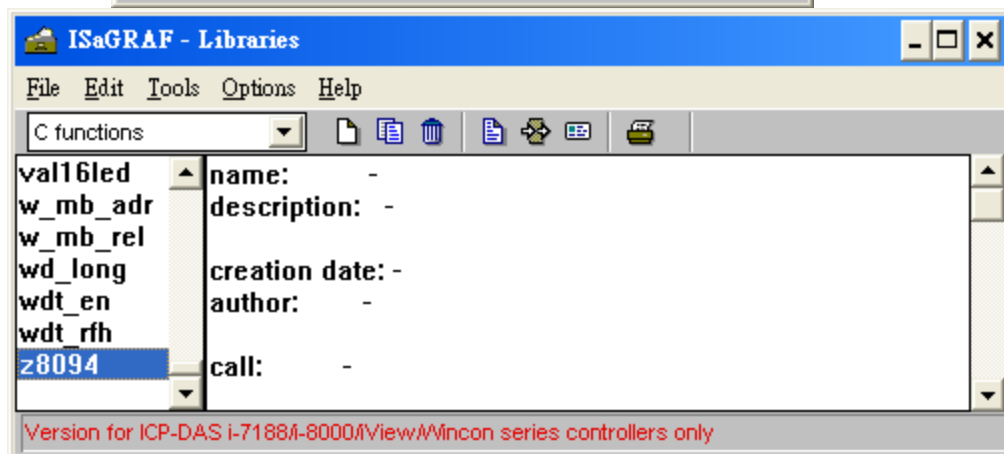 ISaGRAF - Libraries
File Edit Tools Options Help
C functions
val16led
w_mb_adr
w_mb_rel
wd_long
wdt_en
wdt_rfh
z8094
name: -
description: -
creation date: -
author: -
call: -
Version for ICP-DAS i-7188/i-8000/iView/Wincon series controllers only